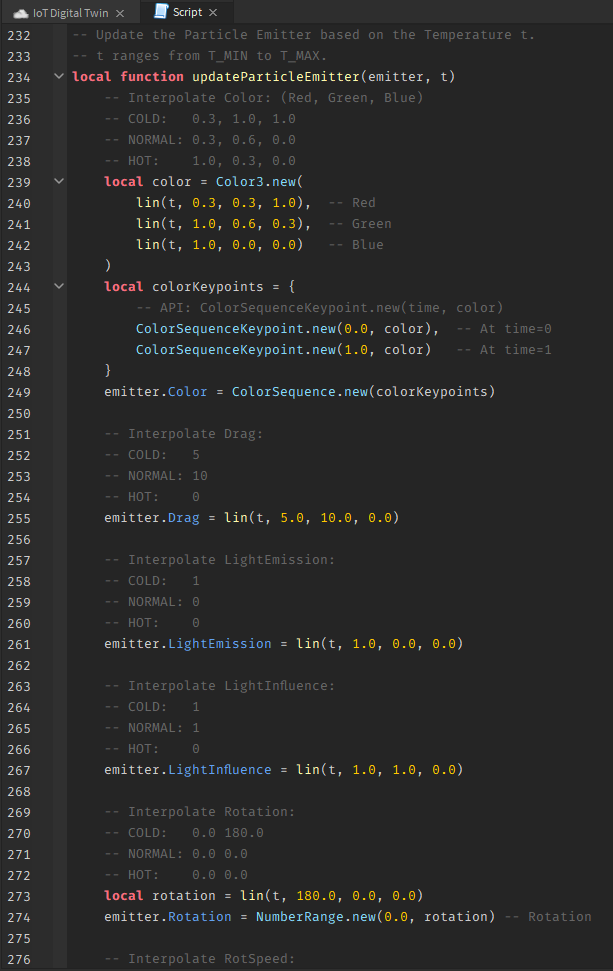 IoT Digital Twin × Script ×
232 -- Update the Particle Emitter based on the Temperature t.
233 -- t ranges from T_MIN to T_MAX.
234 local function updateParticleEmitter(emitter, t)
235     -- Interpolate Color: (Red, Green, Blue)
236     -- COLD:   0.3, 1.0, 1.0
237     -- NORMAL: 0.3, 0.6, 0.0
238     -- HOT:    1.0, 0.3, 0.0
239     local color = Color3.new(
240         lin(t, 0.3, 0.3, 1.0),  -- Red
241         lin(t, 1.0, 0.6, 0.3),  -- Green
242         lin(t, 1.0, 0.0, 0.0)   -- Blue
243     )
244     local colorKeypoints = {
245         -- API: ColorSequenceKeypoint.new(time, color)
246         ColorSequenceKeypoint.new(0.0, color),  -- At time=0
247         ColorSequenceKeypoint.new(1.0, color)   -- At time=1
248     }
249     emitter.Color = ColorSequence.new(colorKeypoints)
250
251     -- Interpolate Drag:
252     -- COLD:   5
253     -- NORMAL: 10
254     -- HOT:    0
255     emitter.Drag = lin(t, 5.0, 10.0, 0.0)
256
257     -- Interpolate LightEmission:
258     -- COLD:   1
259     -- NORMAL: 0
260     -- HOT:    0
261     emitter.LightEmission = lin(t, 1.0, 0.0, 0.0)
262
263     -- Interpolate LightInfluence:
264     -- COLD:   1
265     -- NORMAL: 1
266     -- HOT:    0
267     emitter.LightInfluence = lin(t, 1.0, 1.0, 0.0)
268
269     -- Interpolate Rotation:
270     -- COLD:   0.0 180.0
271     -- NORMAL: 0.0 0.0
272     -- HOT:    0.0 0.0
273     local rotation = lin(t, 180.0, 0.0, 0.0)
274     emitter.Rotation = NumberRange.new(0.0, rotation) -- Rotation
275
276     -- Interpolate RotSpeed: